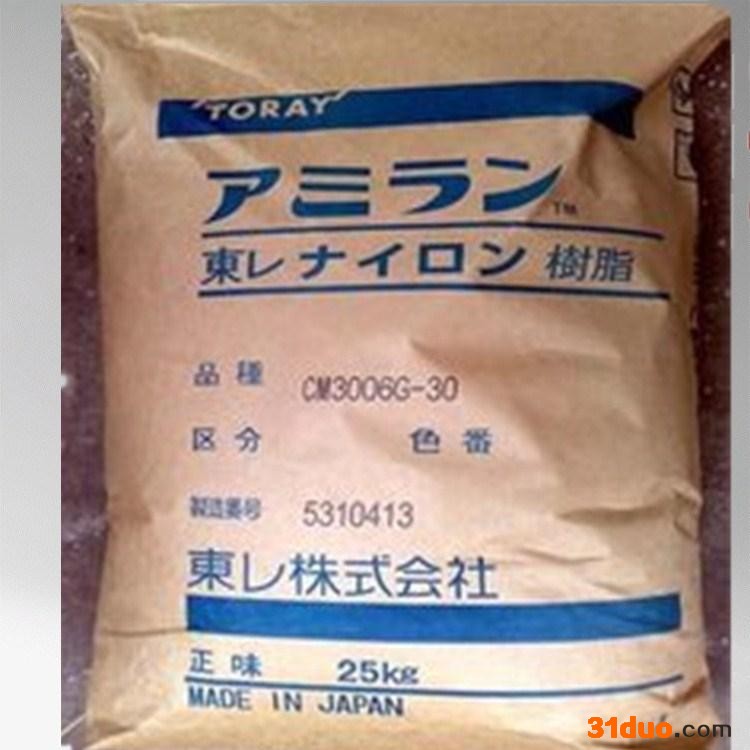 TORAY
アミラン™
東レ ナイロン 樹脂
品種 CM3006G-30
区分 色番
製造番号 5310413
東レ株式会社
正味 25kg
MADE IN JAPAN
31duo.com